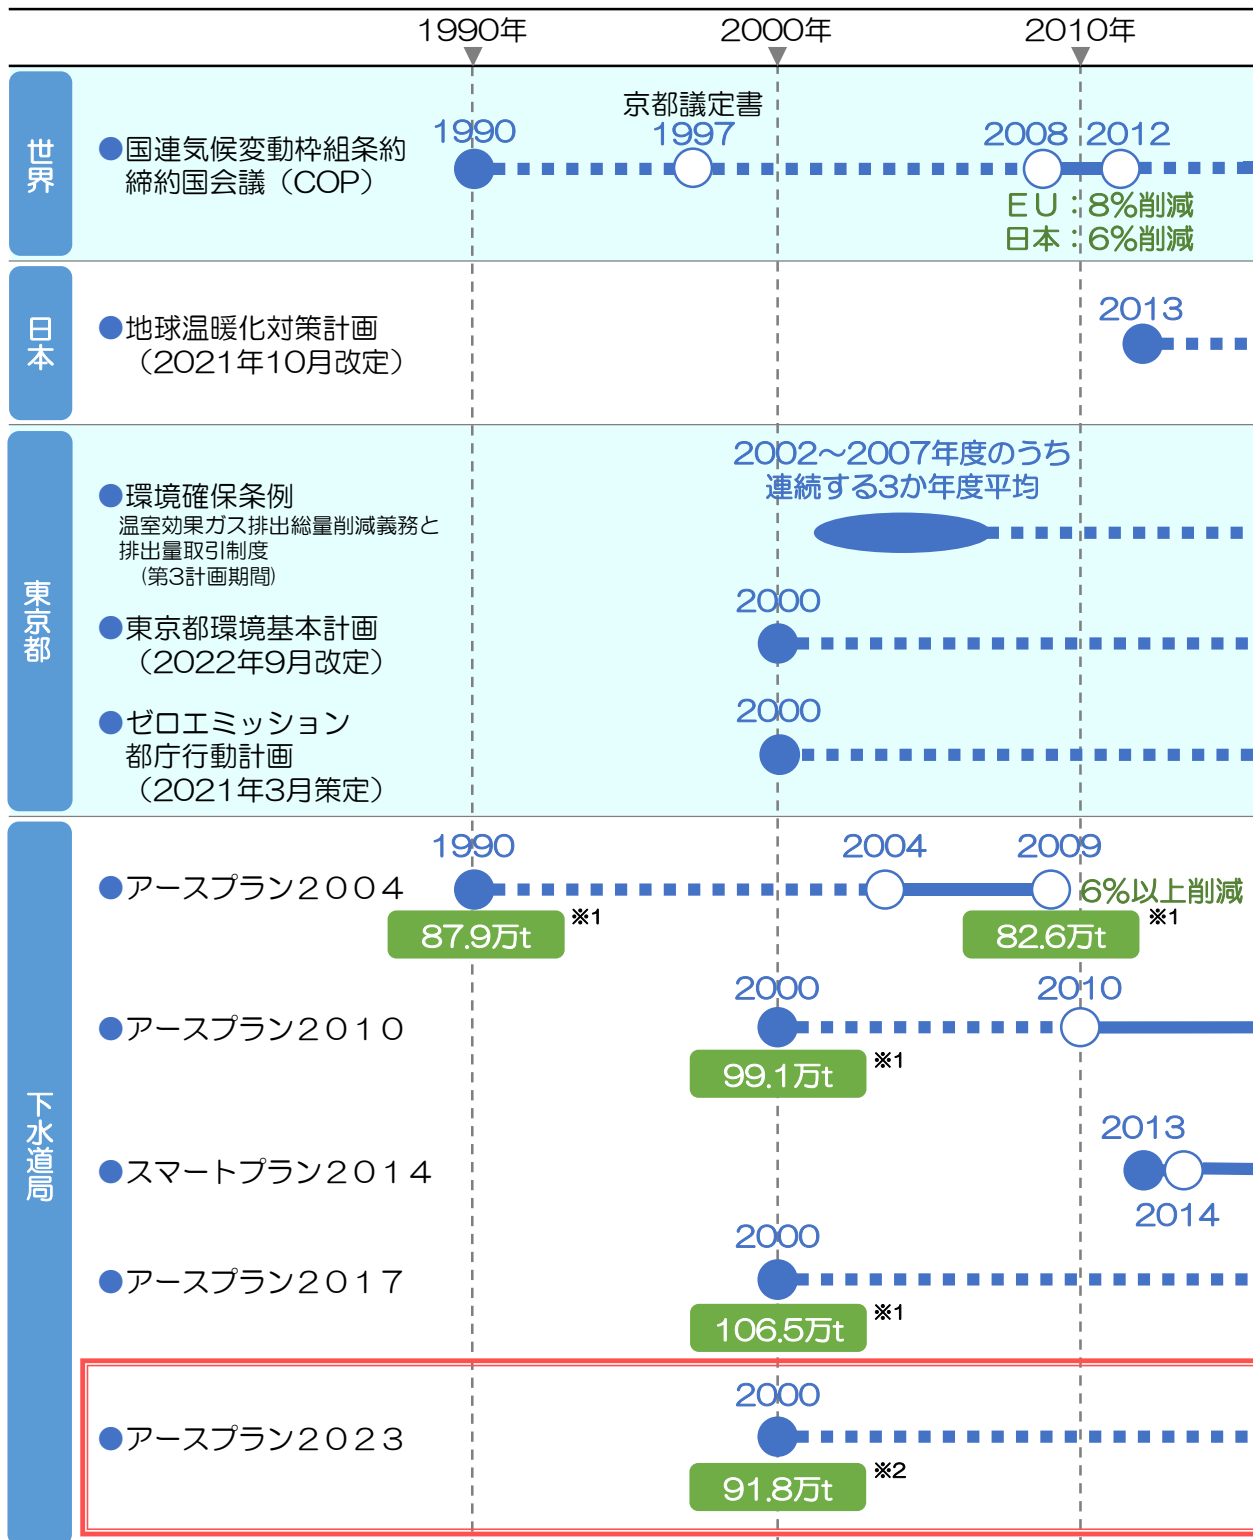 1990年
2000年
2010年
世界
●国連気候変動枠組条約
締約国会議（COP）
京都議定書
1990
1997
2008
2012
ＥＵ：8%削減
日本：6%削減
日本
●地球温暖化対策計画
（2021年10月改定）
2013
東京都
2002～2007年度のうち
連続する3か年度平均
●環境確保条例
温室効果ガス排出総量削減義務と
排出量取引制度
（第3計画期間）
2000
●東京都環境基本計画
（2022年9月改定）
2000
●ゼロエミッション
都庁行動計画
（2021年3月策定）
下水道局
1990
2004
2009
●アースプラン２００４
6%以上削減
87.9万t
※1
82.6万t
※1
2000
2010
●アースプラン２０１０
99.1万t
※1
2013
●スマートプラン２０１４
2014
2000
●アースプラン２０１７
106.5万t
※1
2000
●アースプラン２０２３
91.8万t
※2